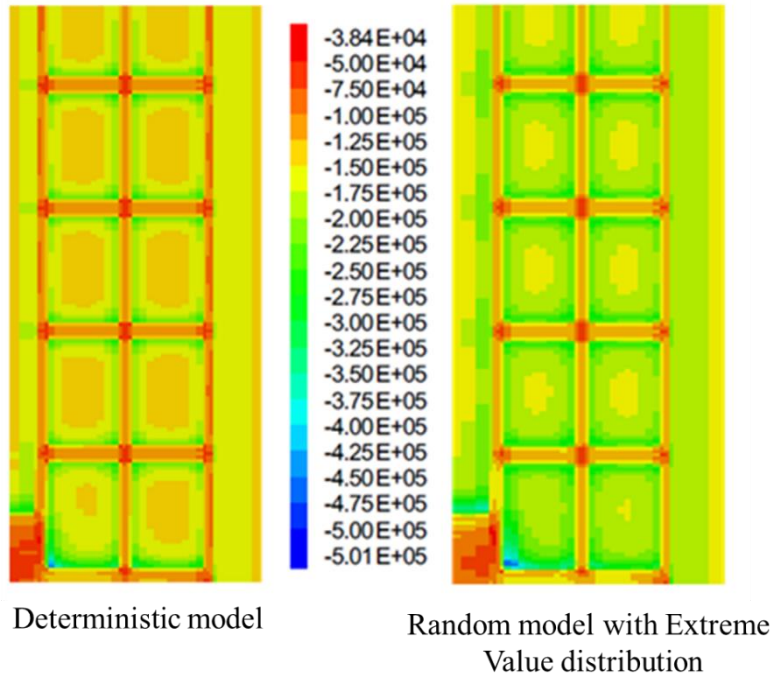 -3.84E+04
-5.00E+04
-7.50E+04
-1.00E+05
-1.25E+05
-1.50E+05
-1.75E+05
-2.00E+05
-2.25E+05
-2.50E+05
-2.75E+05
-3.00E+05
-3.25E+05
-3.50E+05
-3.75E+05
-4.00E+05
-4.25E+05
-4.50E+05
-4.75E+05
-5.00E+05
-5.01E+05
Deterministic model
Random model with Extreme
Value distribution